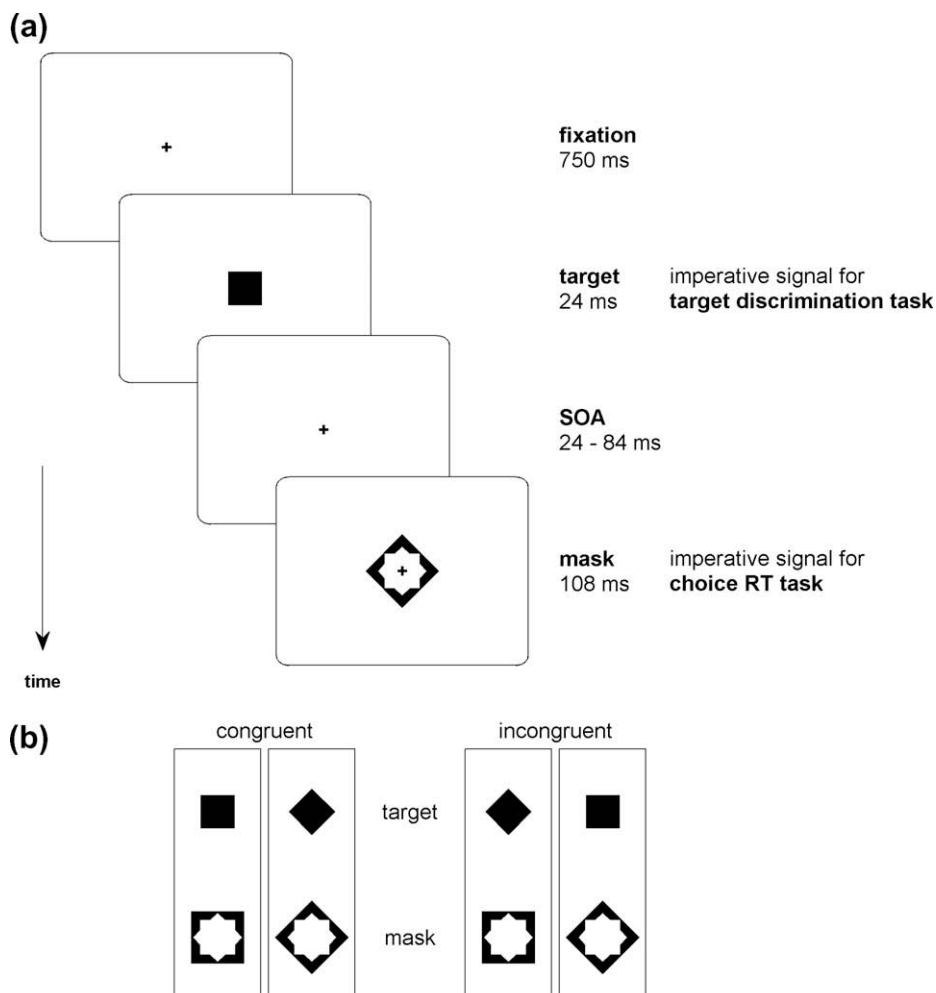 (a)
fixation
750 ms
target imperative signal for
24 ms target discrimination task
SOA
24 - 84 ms
mask imperative signal for
108 ms choice RT task
time
(b)
congruent incongruent
target
mask